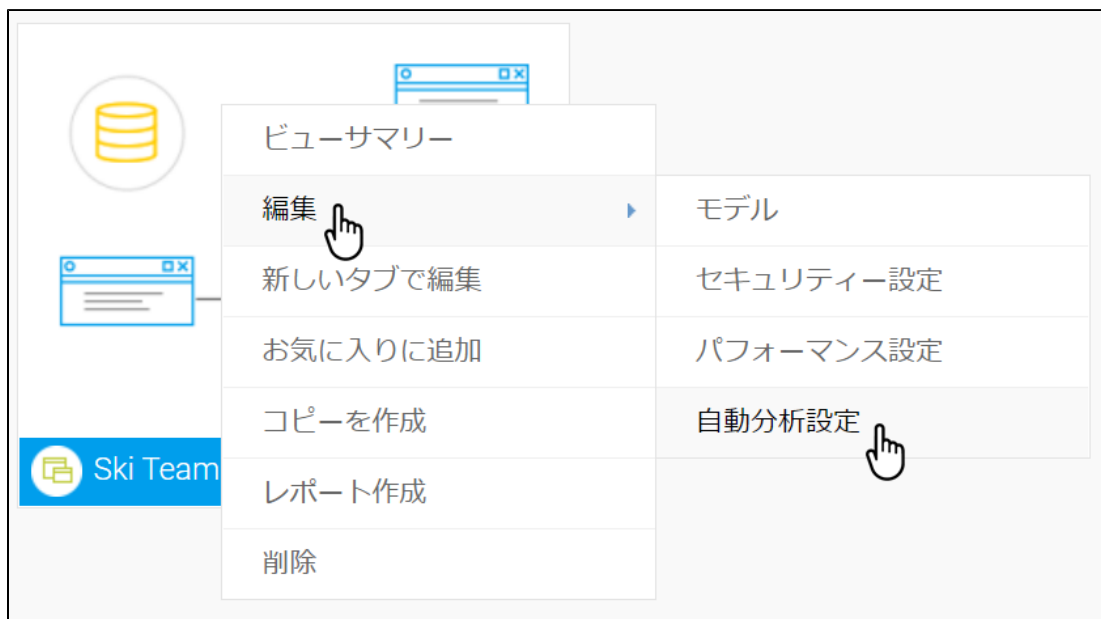 ビューサマリー
編集
モデル
新しいタブで編集
セキュリティー設定
お気に入りに追加
パフォーマンス設定
コピーを作成
自動分析設定
Ski Team
レポート作成
削除